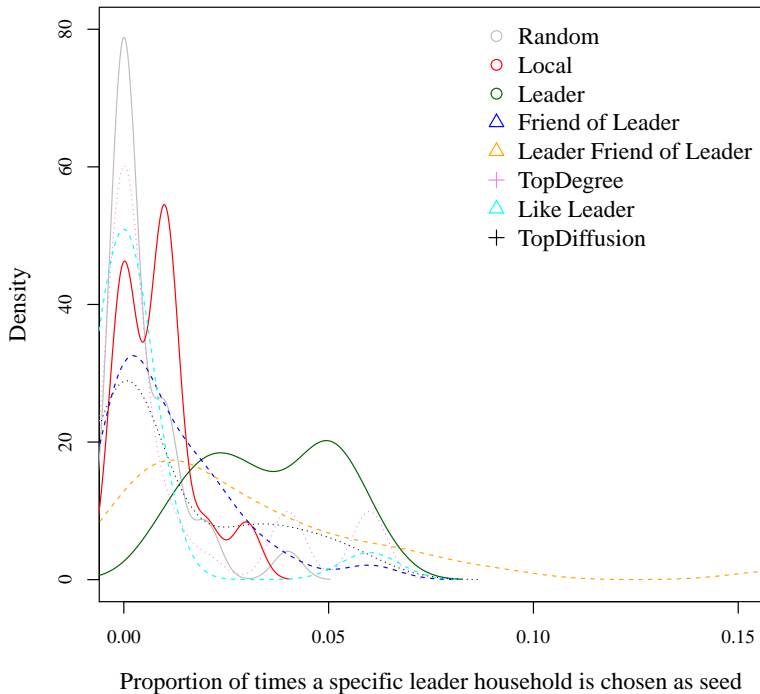 80
60
40
20
0
Density
Random
Local
Leader
Friend of Leader
Leader Friend of Leader
TopDegree
Like Leader
TopDiffusion
0.00 0.05 0.10 0.15
Proportion of times a specific leader household is chosen as seed